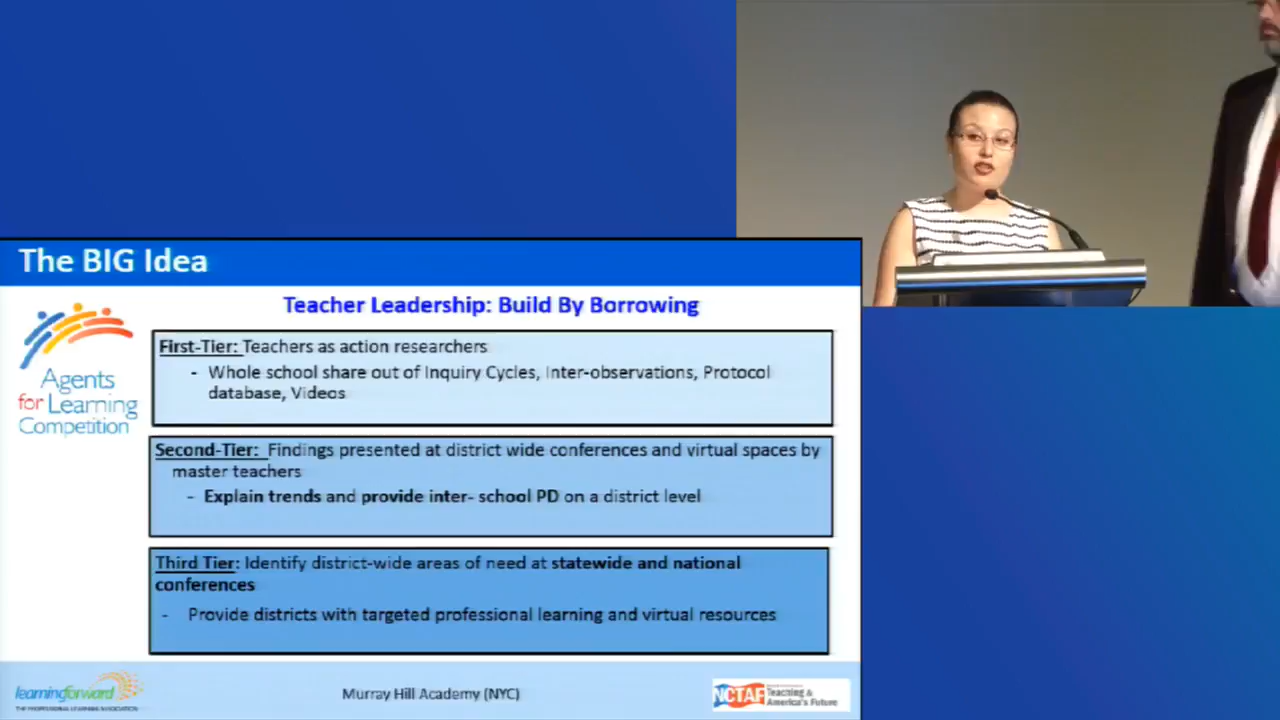 The BIG Idea
Teacher Leadership: Build By Borrowing
Agents
for Learning
Competition
First-Tier: Teachers as action researchers
- Whole school share out of Inquiry Cycles, Inter-observations, Protocol
database, Videos
Second-Tier: Findings presented at district wide conferences and virtual spaces by
master teachers
- Explain trends and provide inter- school PD on a district level
Third Tier: Identify district-wide areas of need at statewide and national
conferences
- Provide districts with targeted professional learning and virtual resources
learningforward
THE PROFESSIONAL LEARNING ASSOCIATION
Murray Hill Academy (NYC)
NCTAF
Teaching &
America's Future